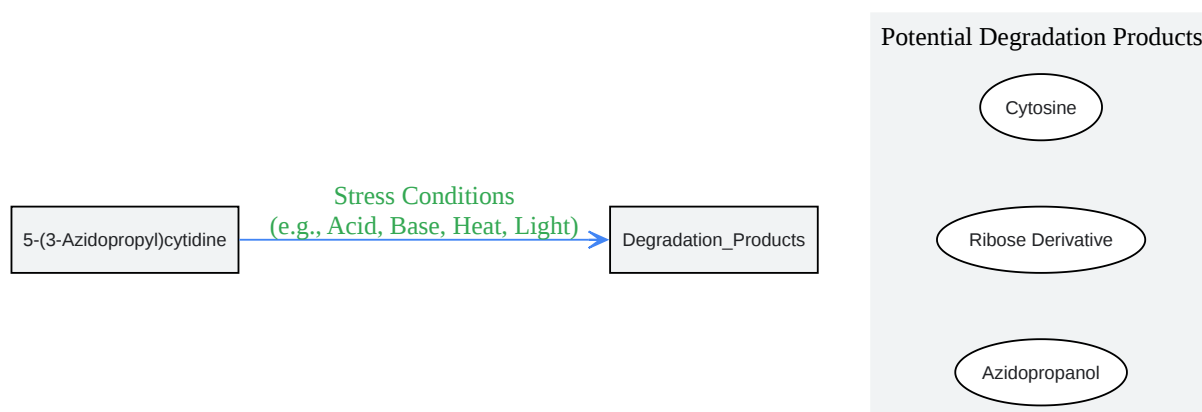 Potential Degradation Products
Cytosine
Stress Conditions
(e.g., Acid, Base, Heat, Light)
5-(3-Azidopropyl)cytidine
Degradation_Products
Ribose Derivative
Azidopropanol